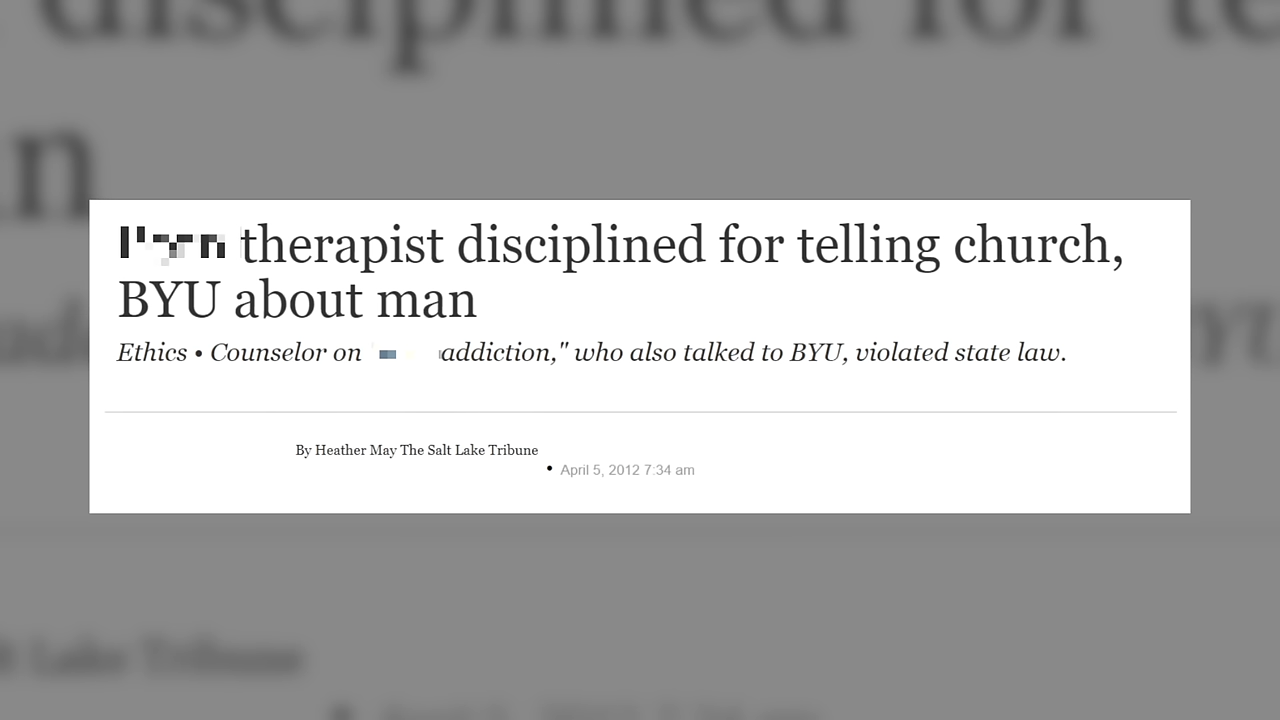 therapist disciplined for telling church,
BYU about man
Ethics • Counselor on addiction," who also talked to BYU, violated state law.
By Heather May The Salt Lake Tribune
• April 5, 2012 7:34 am